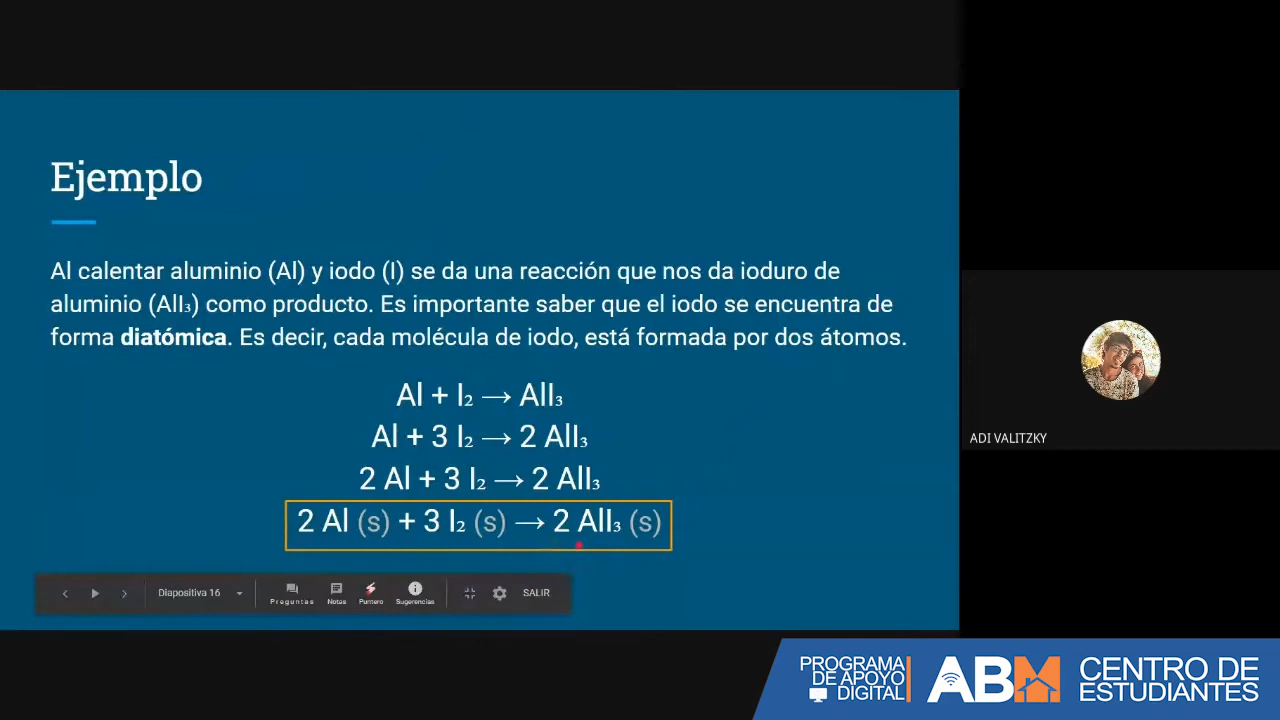 Ejemplo
Al calentar aluminio (Al) y iodo (I) se da una reacción que nos da ioduro de
aluminio (AlI₃) como producto. Es importante saber que el iodo se encuentra de
forma diatómica. Es decir, cada molécula de iodo, está formada por dos átomos.
Al + I₂ → AlI₃
Al + 3 I₂ → 2 AlI₃
2 Al + 3 I₂ → 2 AlI₃
2 Al (s) + 3 I₂ (s) → 2 AlI₃ (s)
Diapositiva 16
Preguntas
Notas
Puntero
Sugerencias
SALIR
ADI VALITZKY
PROGRAMA
DE APOYO
DIGITAL
ABM
CENTRO DE
ESTUDIANTES